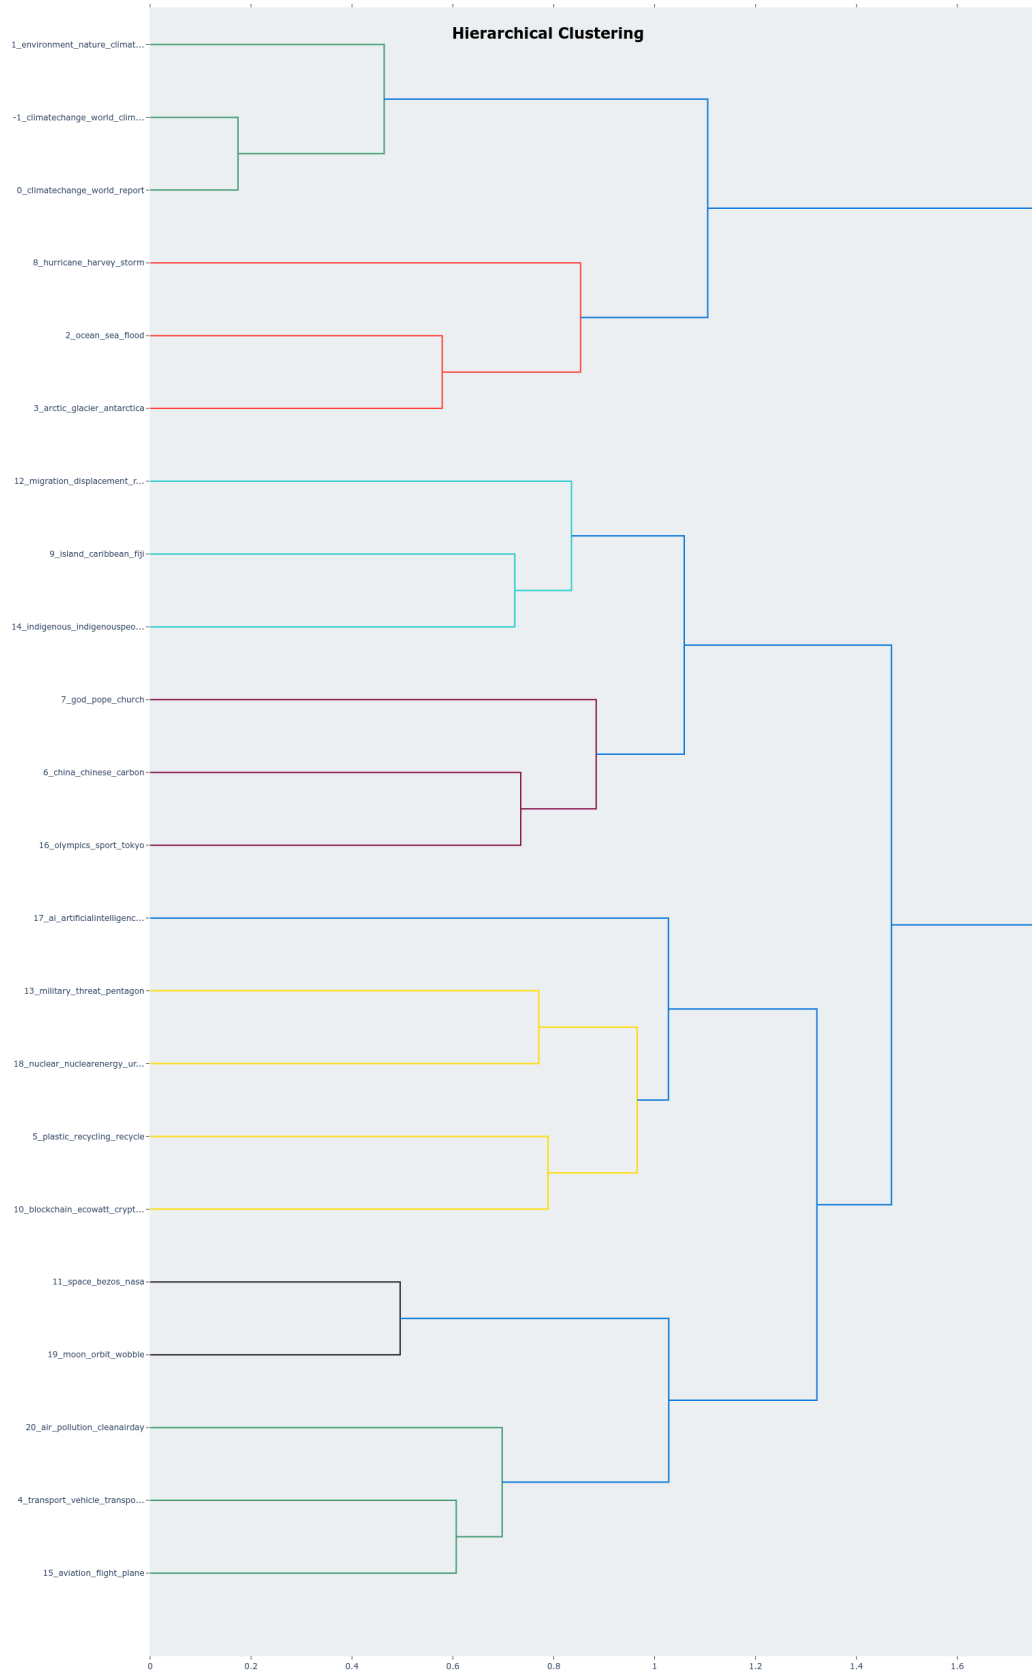 Hierarchical Clustering
1_environment_nature_climat...
-1_climatechange_world_clim...
0_climatechange_world_report
8_hurricane_harvey_storm
2_ocean_sea_flood
3_arctic_glacier_antarctica
12_migration_displacement_r...
9_island_caribbean_fiji
14_indigenous_indigenouspeo...
7_god_pope_church
6_china_chinese_carbon
16_olympics_sport_tokyo
17_ai_artificialintelligenc...
13_military_threat_pentagon
18_nuclear_nuclearenergy_ur...
5_plastic_recycling_recycle
10_blockchain_ecowatt_crypt...
11_space_bezos_nasa
19_moon_orbit_wobble
20_air_pollution_cleanairday
4_transport_vehicle_transpo...
15_aviation_flight_plane
0 0.2 0.4 0.6 0.8 1 1.2 1.4 1.6